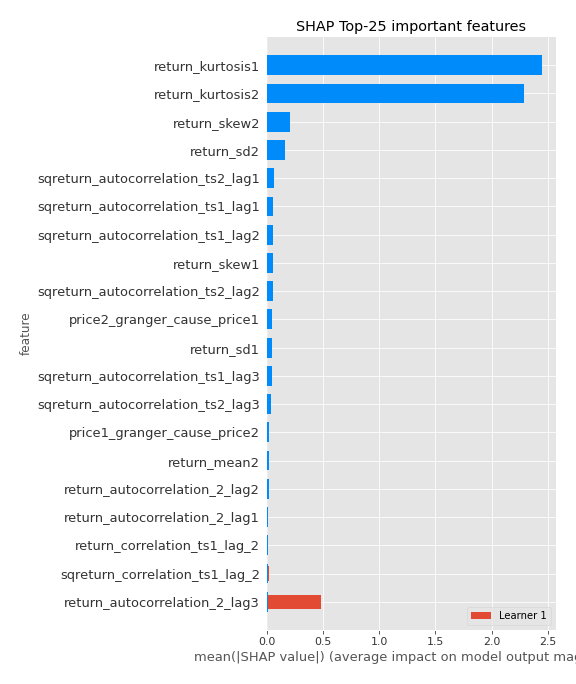 SHAP Top-25 important features
return_kurtosis1
return_kurtosis2
return_skew2
return_sd2
sqreturn_autocorrelation_ts2_lag1
sqreturn_autocorrelation_ts1_lag1
sqreturn_autocorrelation_ts1_lag2
return_skew1
sqreturn_autocorrelation_ts2_lag2
price2_granger_cause_price1
return_sd1
sqreturn_autocorrelation_ts1_lag3
sqreturn_autocorrelation_ts2_lag3
price1_granger_cause_price2
return_mean2
return_autocorrelation_2_lag2
return_autocorrelation_2_lag1
return_correlation_ts1_lag_2
sqreturn_correlation_ts1_lag_2
return_autocorrelation_2_lag3
feature
Learner 1
0.0 0.5 1.0 1.5 2.0 2.5
mean(|SHAP value|) (average impact on model output mag